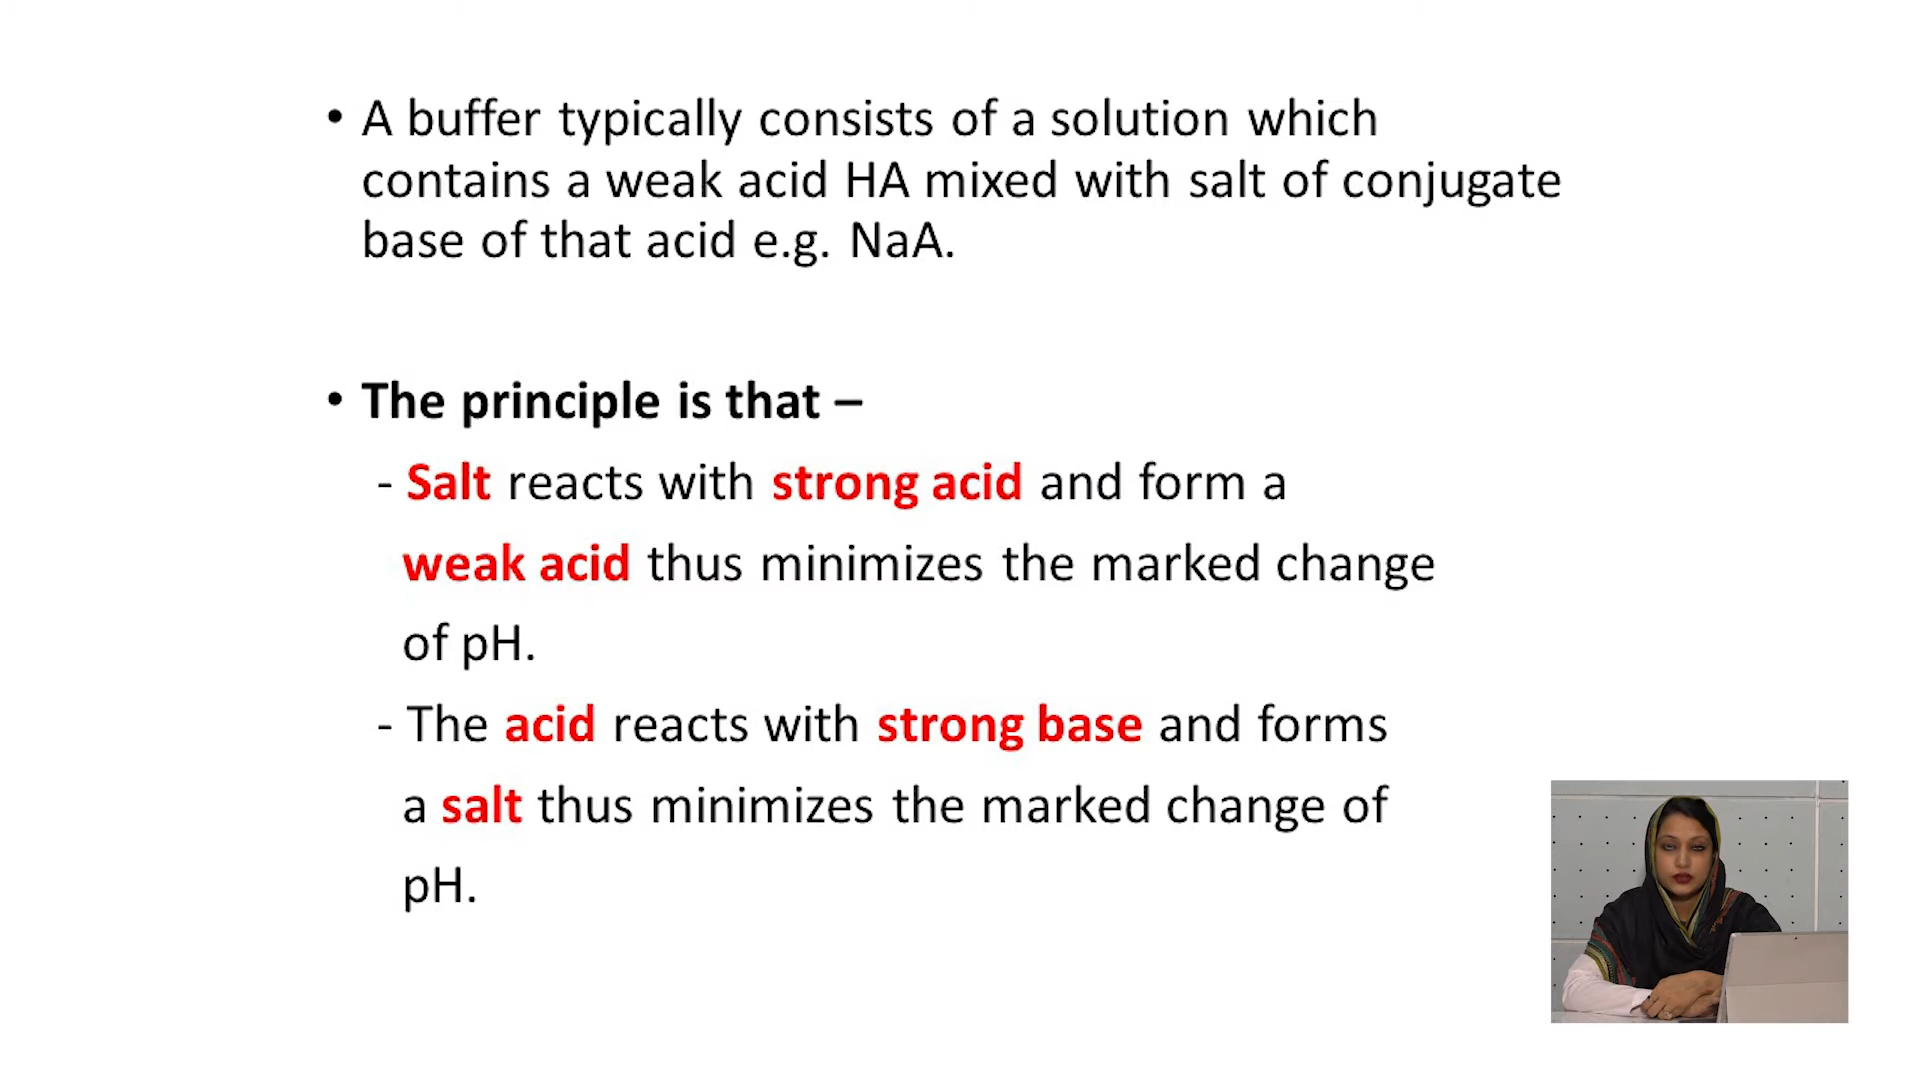 • A buffer typically consists of a solution which
contains a weak acid HA mixed with salt of conjugate
base of that acid e.g. NaA.
• The principle is that –
- Salt reacts with strong acid and form a
weak acid thus minimizes the marked change
of pH.
- The acid reacts with strong base and forms
a salt thus minimizes the marked change of
pH.